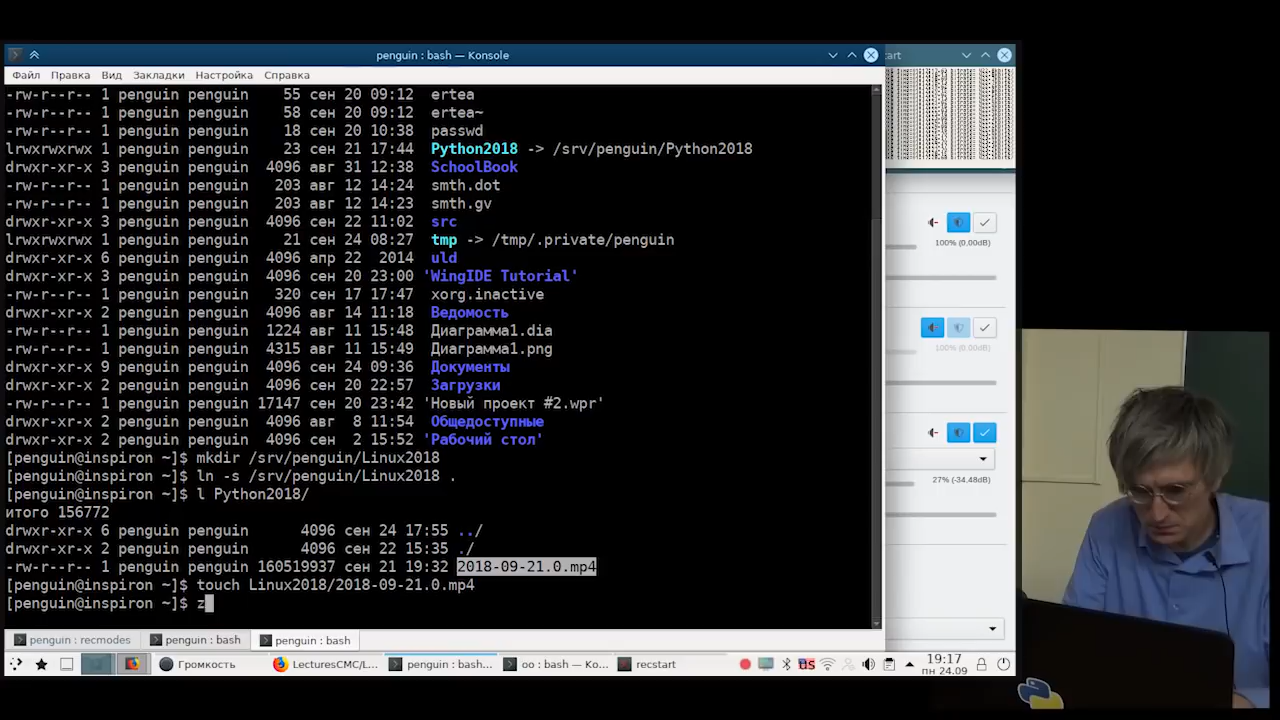 penguin : bash — Konsole
Файл Правка Вид Закладки Настройка Справка
-rw-r--r-- 1 penguin penguin 55 сен 20 09:12 ertea
-rw-r--r-- 1 penguin penguin 58 сен 20 09:12 ertea~
-rw-r--r-- 1 penguin penguin 18 сен 20 10:38 passwd
lrwxrwxrwx 1 penguin penguin 23 сен 21 17:44 Python2018 -> /srv/penguin/Python2018
drwxr-xr-x 3 penguin penguin 4096 авг 31 12:38 SchoolBook
-rw-r--r-- 1 penguin penguin 203 авг 12 14:24 smth.dot
-rw-r--r-- 1 penguin penguin 203 авг 12 14:23 smth.gv
drwxr-xr-x 3 penguin penguin 4096 сен 22 11:02 src
lrwxrwxrwx 1 penguin penguin 21 сен 24 08:27 tmp -> /tmp/.private/penguin
drwxr-xr-x 6 penguin penguin 4096 апр 22 2014 uld
drwxr-xr-x 3 penguin penguin 4096 сен 20 23:00 'WingIDE Tutorial'
-rw-r--r-- 1 penguin penguin 320 сен 17 17:47 xorg.inactive
drwxr-xr-x 2 penguin penguin 4096 авг 14 11:18 Ведомость
-rw-r--r-- 1 penguin penguin 1224 авг 11 15:48 Диаграмма1.dia
-rw-r--r-- 1 penguin penguin 4315 авг 11 15:49 Диаграмма1.png
drwxr-xr-x 9 penguin penguin 4096 сен 24 09:36 Документы
drwxr-xr-x 2 penguin penguin 4096 сен 20 22:57 Загрузки
-rw-r--r-- 1 penguin penguin 17147 сен 20 23:42 'Новый проект #2.wpr'
drwxr-xr-x 2 penguin penguin 4096 авг 8 11:54 Общедоступные
drwxr-xr-x 2 penguin penguin 4096 сен 2 15:52 'Рабочий стол'
[penguin@inspiron ~]$ mkdir /srv/penguin/Linux2018
[penguin@inspiron ~]$ ln -s /srv/penguin/Linux2018 .
[penguin@inspiron ~]$ l Python2018/
итого 156772
drwxr-xr-x 6 penguin penguin 4096 сен 24 17:55 ../
drwxr-xr-x 2 penguin penguin 4096 сен 22 15:35 ./
-rw-r--r-- 1 penguin penguin 160519937 сен 21 19:32 2018-09-21.0.mp4
[penguin@inspiron ~]$ touch Linux2018/2018-09-21.0.mp4
[penguin@inspiron ~]$ z
penguin : recmodes penguin : bash penguin : bash
Громкость LecturesCMC/L... penguin : bash... oo : bash — Ko... recstart
us 19:17
пн 24.09
tart
100% (0,00dB)
100% (0,00dB)
27% (-34,48dB)